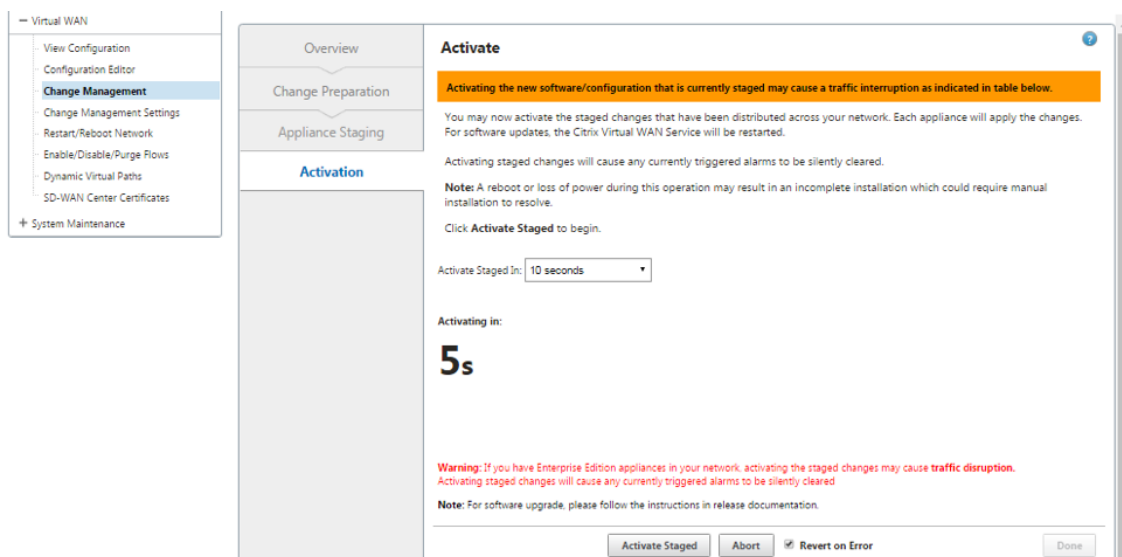 Virtual WAN
View Configuration
Configuration Editor
Change Management
Change Management Settings
Restart/Reboot Network
Enable/Disable/Purge Flows
Dynamic Virtual Paths
SD-WAN Center Certificates
System Maintenance
Overview
Change Preparation
Appliance Staging
Activation
Activate
?
Activating the new software/configuration that is currently staged may cause a traffic interruption as indicated in table below.
You may now activate the staged changes that have been distributed across your network. Each appliance will apply the changes.
For software updates, the Citrix Virtual WAN Service will be restarted.
Activating staged changes will cause any currently triggered alarms to be silently cleared.
Note: A reboot or loss of power during this operation may result in an incomplete installation which could require manual
installation to resolve.
Click Activate Staged to begin.
Activate Staged In: 10 seconds
Activating in:
5s
Warning: If you have Enterprise Edition appliances in your network, activating the staged changes may cause traffic disruption.
Activating staged changes will cause any currently triggered alarms to be silently cleared
Note: For software upgrade, please follow the instructions in release documentation.
Activate Staged Abort Revert on Error Done